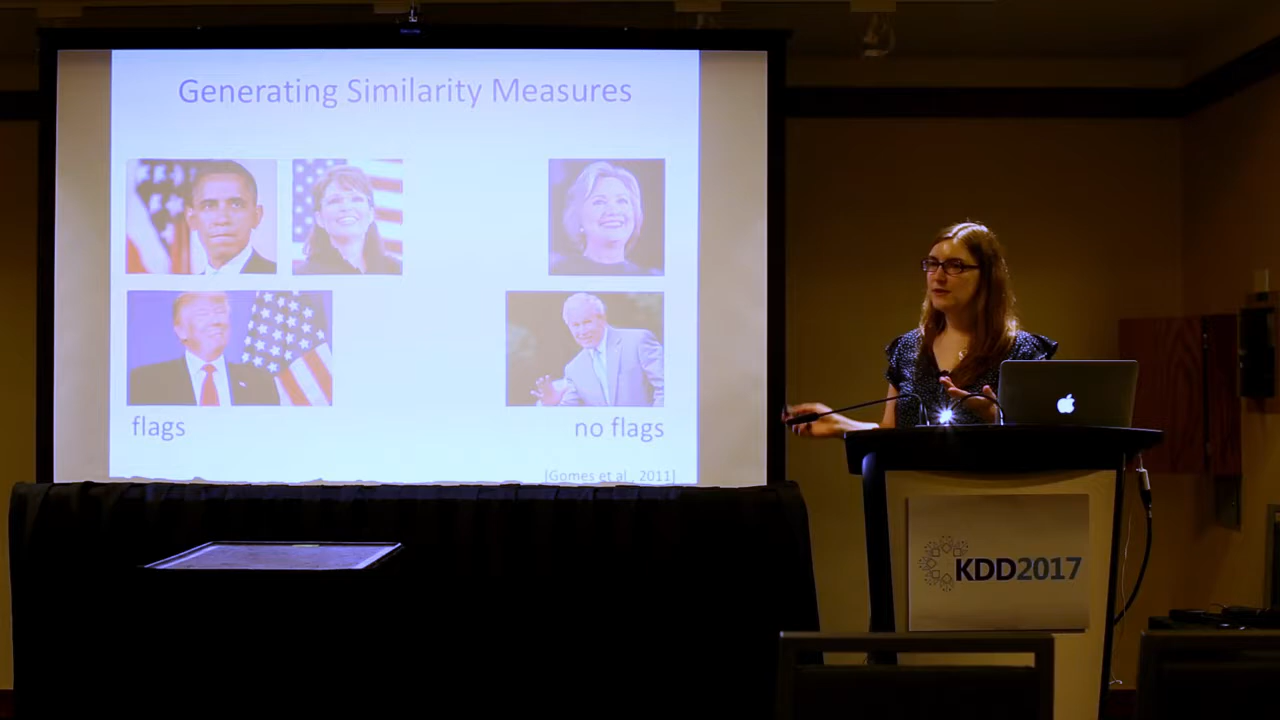 Generating Similarity Measures
flags
no flags
[Gomes et al., 2011]
KDD2017